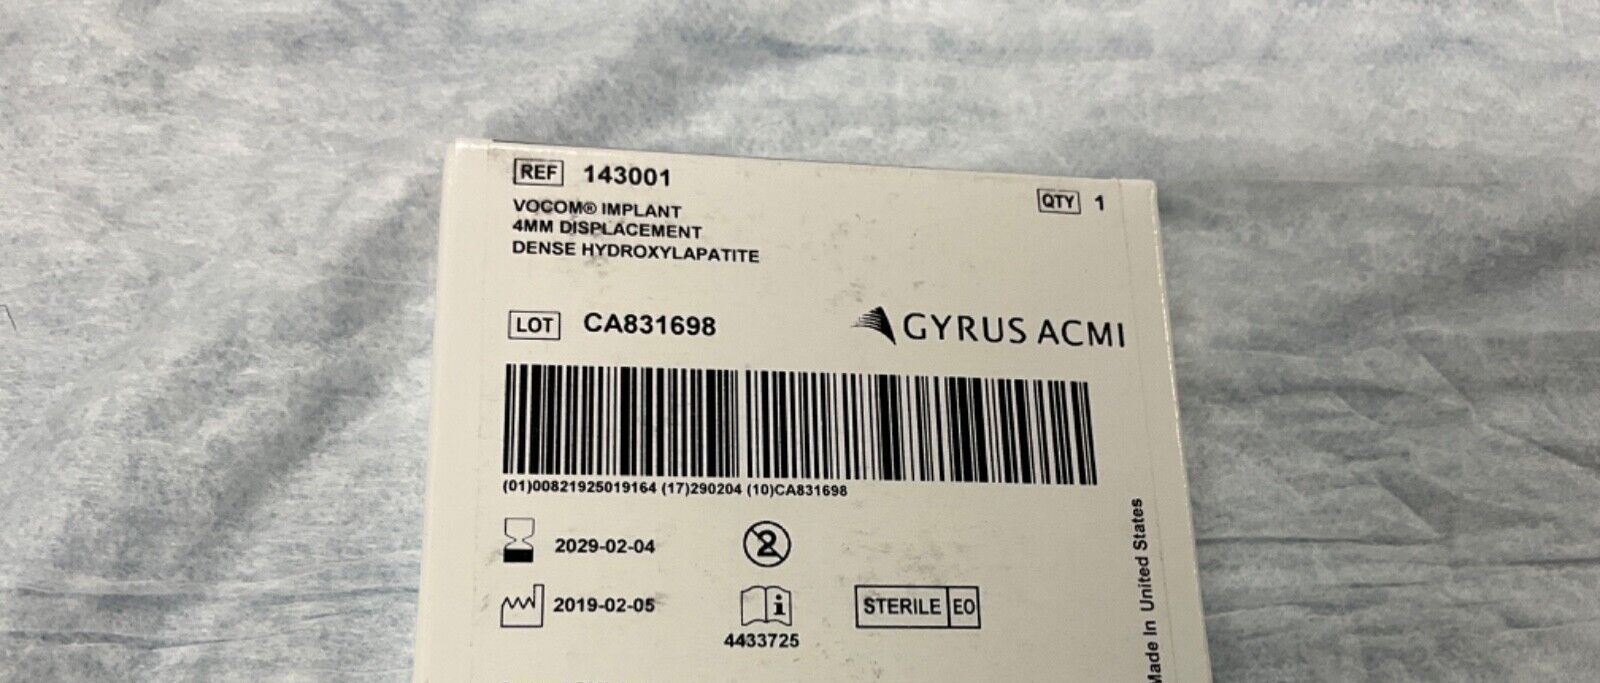 REF 143001
QTY 1
VOCOM® IMPLANT
4MM DISPLACEMENT
DENSE HYDROXYLAPATITE
LOT CA831698
GYRUS ACMI
(01)00821925019164 (17)290204 (10)CA831698
2029-02-04
2
2019-02-05
i
STERILE EO
4433725
Made In United States